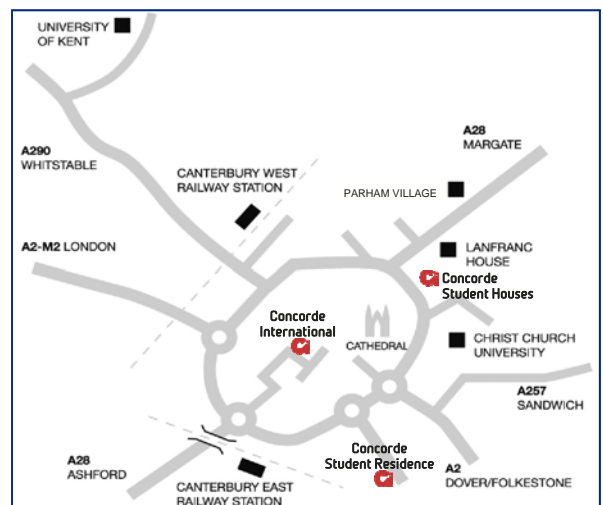 UNIVERSITY
OF KENT
A28
MARGATE
A290
WHITSTABLE
CANTERBURY WEST
RAILWAY STATION
PARHAM VILLAGE
A2-M2 LONDON
LANFRANC
HOUSE
Concorde
Student Houses
Concorde
International
CATHEDRAL
CHRIST CHURCH
UNIVERSITY
A257
SANDWICH
Concorde
Student Residence
A28
ASHFORD
CANTERBURY EAST
RAILWAY STATION
A2
DOVER/FOLKESTONE